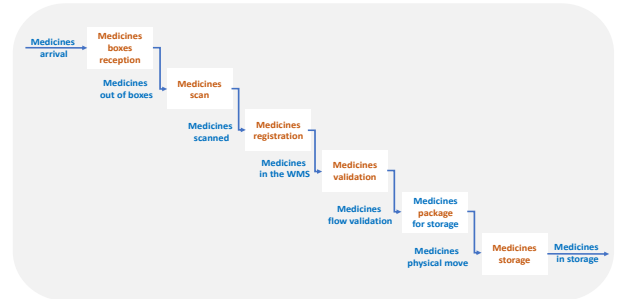 Medicines
arrival
Medicines
boxes
reception
Medicines
out of boxes
Medicines
scan
Medicines
scanned
Medicines
registration
Medicines
in the WMS
Medicines
validation
Medicines
flow validation
Medicines
package
for storage
Medicines
physical move
Medicines
storage
Medicines
in storage